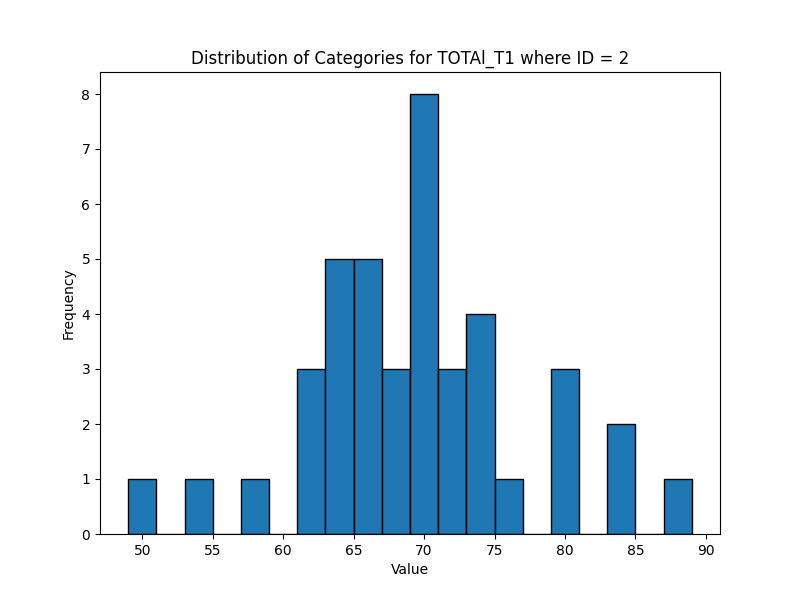 Distribution of Categories for TOTAl_T1 where ID = 2
8
7
6
5
4
3
2
1
0
Frequency
50 55 60 65 70 75 80 85 90
Value